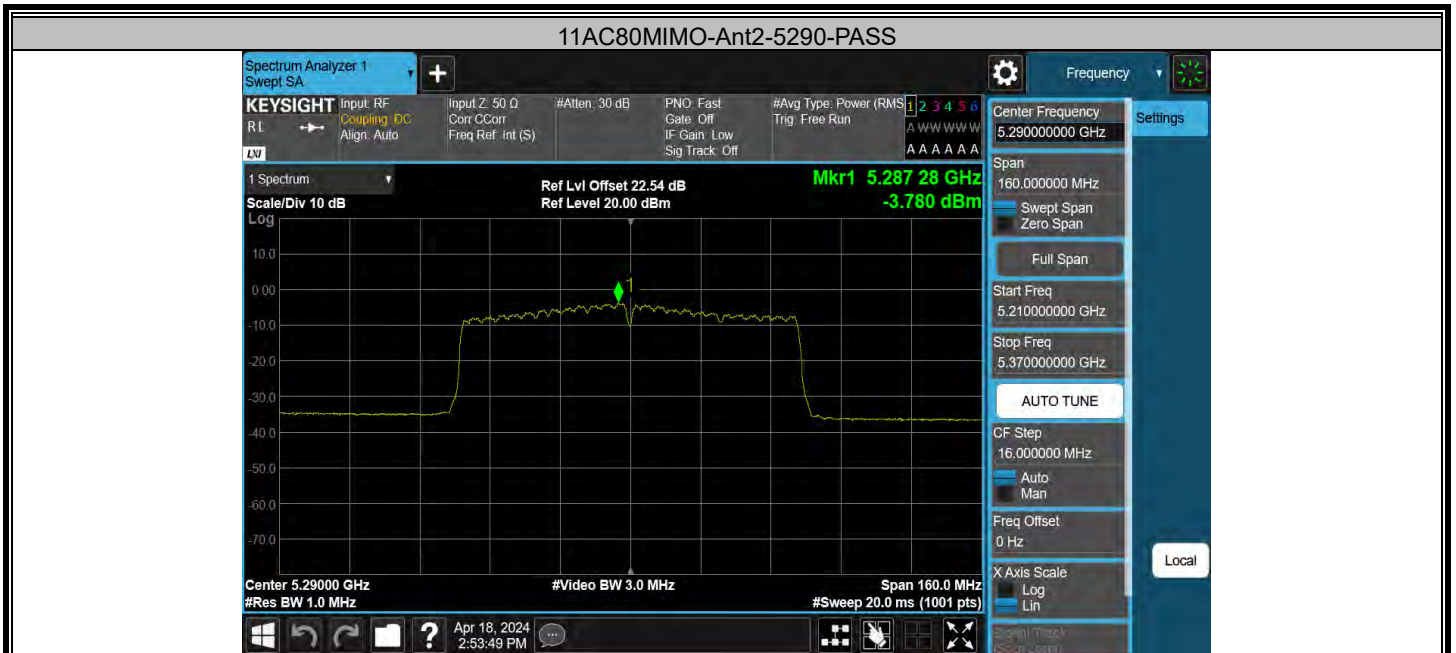 11AC80MIMO-Ant2-5290-PASS
Spectrum Analyzer 1
Swept SA
Frequency
KEYSIGHT
RL
LXI
Input: RF
Coupling: DC
Align: Auto
Input Z: 50 Ω
Corr CCorr
Freq Ref: Int (S)
#Atten: 30 dB
PNO: Fast
Gate: Off
IF Gain: Low
Sig Track: Off
#Avg Type: Power (RMS
Trig: Free Run
1 2 3 4 5 6
A W W W W W
A A A A A A
1 Spectrum
Scale/Div 10 dB
Ref Lvl Offset 22.54 dB
Ref Level 20.00 dBm
Mkr1 5.287 28 GHz
-3.780 dBm
Log
10.0
0.00
-10.0
-20.0
-30.0
-40.0
-50.0
-60.0
-70.0
1
Center 5.29000 GHz
#Res BW 1.0 MHz
#Video BW 3.0 MHz
Span 160.0 MHz
#Sweep 20.0 ms (1001 pts)
Apr 18, 2024
2:53:49 PM
Center Frequency
5.290000000 GHz
Settings
Span
160.000000 MHz
Swept Span
Zero Span
Full Span
Start Freq
5.210000000 GHz
Stop Freq
5.370000000 GHz
AUTO TUNE
CF Step
16.000000 MHz
Auto
Man
Freq Offset
0 Hz
X Axis Scale
Log
Lin
Local